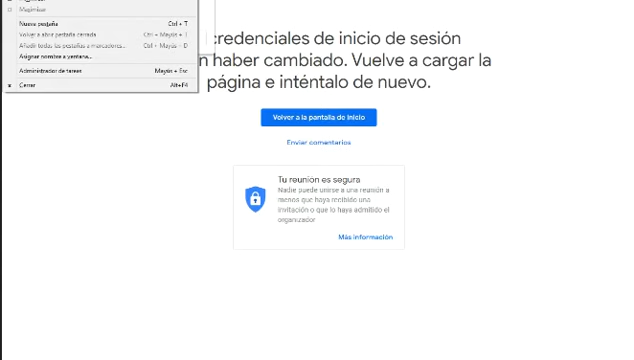 Maximizar
Nueva pestaña Ctrl + T
Volver a abrir pestaña cerrada Ctrl + Mayús + T
Añadir todas las pestañas a marcadores... Ctrl + Mayús + D
Asignar nombre a ventana...
Administrador de tareas Mayús + Esc
Cerrar Alt+F4
credenciales de inicio de sesión
n haber cambiado. Vuelve a cargar la
página e inténtalo de nuevo.
Volver a la pantalla de inicio
Enviar comentarios
Tu reunión es segura
Nadie puede unirse a una reunión a
menos que haya recibido una
invitación o que lo haya admitido el
organizador
Más información